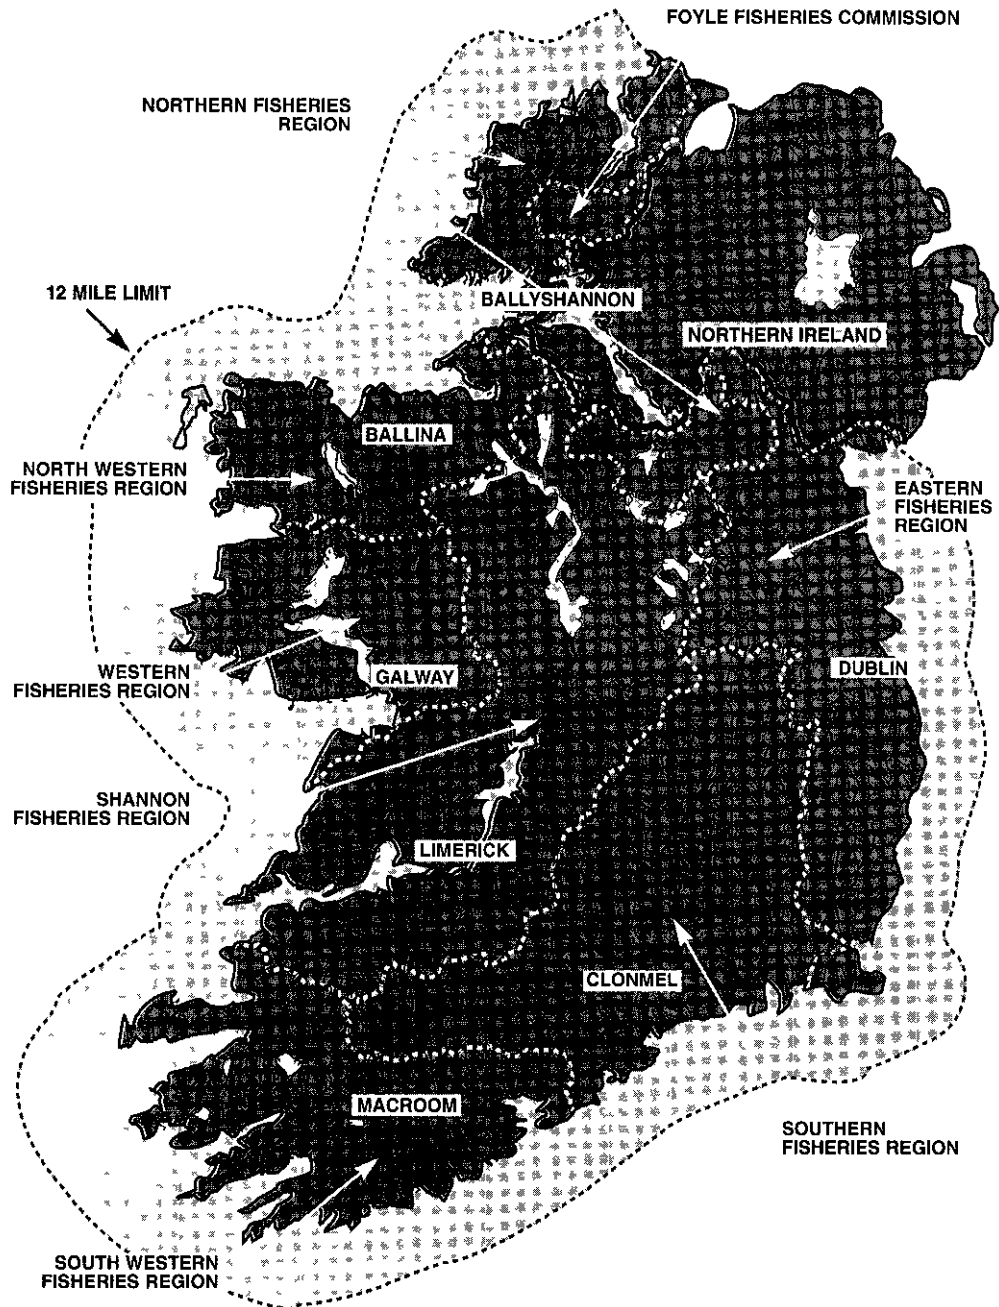 FOYLE FISHERIES COMMISSION
NORTHERN FISHERIES
REGION
12 MILE LIMIT
BALLYSHANNON
NORTHERN IRELAND
BALLINA
NORTH WESTERN
FISHERIES REGION
EASTERN
FISHERIES
REGION
WESTERN
FISHERIES REGION
GALWAY
DUBLIN
SHANNON
FISHERIES REGION
LIMERICK
CLONMEL
MACROOM
SOUTHERN
FISHERIES REGION
SOUTH WESTERN
FISHERIES REGION